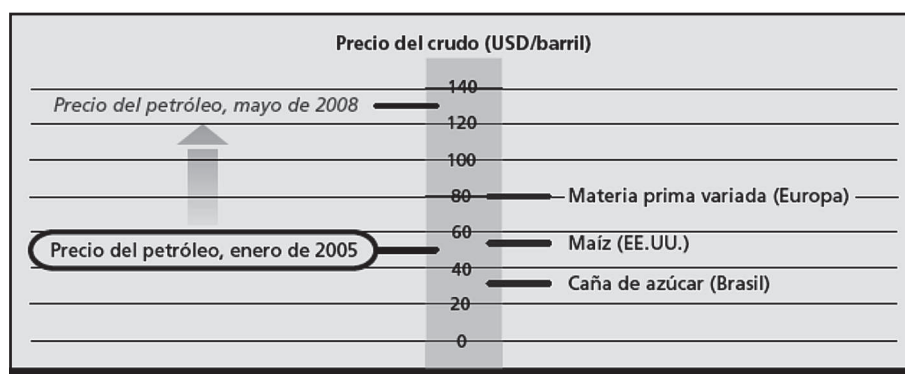 Precio del crudo (USD/barril)
140
Precio del petróleo, mayo de 2008
120
100
80
Materia prima variada (Europa)
60
Maíz (EE.UU.)
Precio del petróleo, enero de 2005
40
Caña de azúcar (Brasil)
20
0